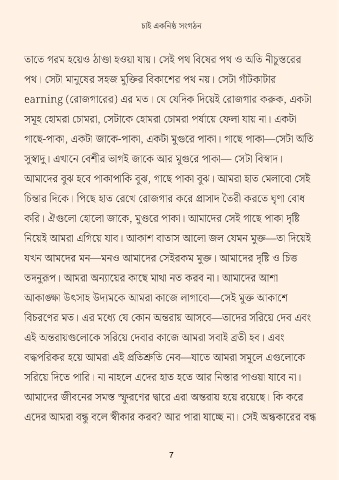 চাই একনিষ্ঠ সংগঠন
তাতে গরম হয়েও ঠাণ্ডা হওয়া যায়। সেই পথ বিষের পথ ও অতি নীচুস্তরের
পথ। সেটা মানুষের সহজ মুক্তির বিকাশের পথ নয়। সেটা গাঁটকাটার
earning (রোজগারের) এর মত। যে যেদিক দিয়েই রোজগার করুক, একটা
সমূহ হোমরা চোমরা, সেটাকে হোমরা চোমরা পর্যায়ে ফেলা যায় না। একটা
গাছে-পাকা, একটা জাকে-পাকা, একটা মুগুরে পাকা। গাছে পাকা—সেটা অতি
সুস্বাদু। এখানে বেশীর ভাগই জাকে আর মুগুরে পাকা— সেটা বিস্বাদ।
আমাদের বুঝ হবে পাকাপাকি বুঝ, গাছে পাকা বুঝ। আমরা হাত মেলাবো সেই
চিন্তার দিকে। পিছে হাত রেখে রোজগার করে প্রাসাদ তৈরী করতে ঘৃণা বোধ
করি। ঐগুলো হোলো জাকে, মুগুরে পাকা। আমাদের সেই গাছে পাকা দৃষ্টি
নিয়েই আমরা এগিয়ে যাব। আকাশ বাতাস আলো জল যেমন মুক্ত—তা দিয়েই
যখন আমদের মন—মনও আমাদের সেইরকম মুক্ত। আমাদের দৃষ্টি ও চিন্ত
তদনুরূপ। আমরা অন্যায়ের কাছে মাথা নত করব না। আমাদের আশা
আকাঙ্ক্ষা উৎসাহ উদ্যমকে আমরা কাজে লাগাবো—সেই মুক্ত আকাশে
বিচরণের মত। এর মধ্যে যে কোন অন্তরায় আসবে—তাদের সরিয়ে দেব এবং
এই অন্তরায়গুলোকে সরিয়ে দেবার কাজে আমরা সবাই ব্রতী হব। এবং
বদ্ধপরিকর হয়ে আমরা এই প্রতিশ্রুতি নেব—যাতে আমরা সমূলে এগুলোকে
সরিয়ে দিতে পারি। না নাহলে এদের হাত হতে আর নিস্তার পাওয়া যাবে না।
আমাদের জীবনের সমস্ত স্ফূরণের দ্বারে এরা অন্তরায় হয়ে রয়েছে। কি করে
এদের আমরা বন্ধু বলে স্বীকার করব? আর পারা যাচ্ছে না। সেই অন্ধকারের বন্ধ
7